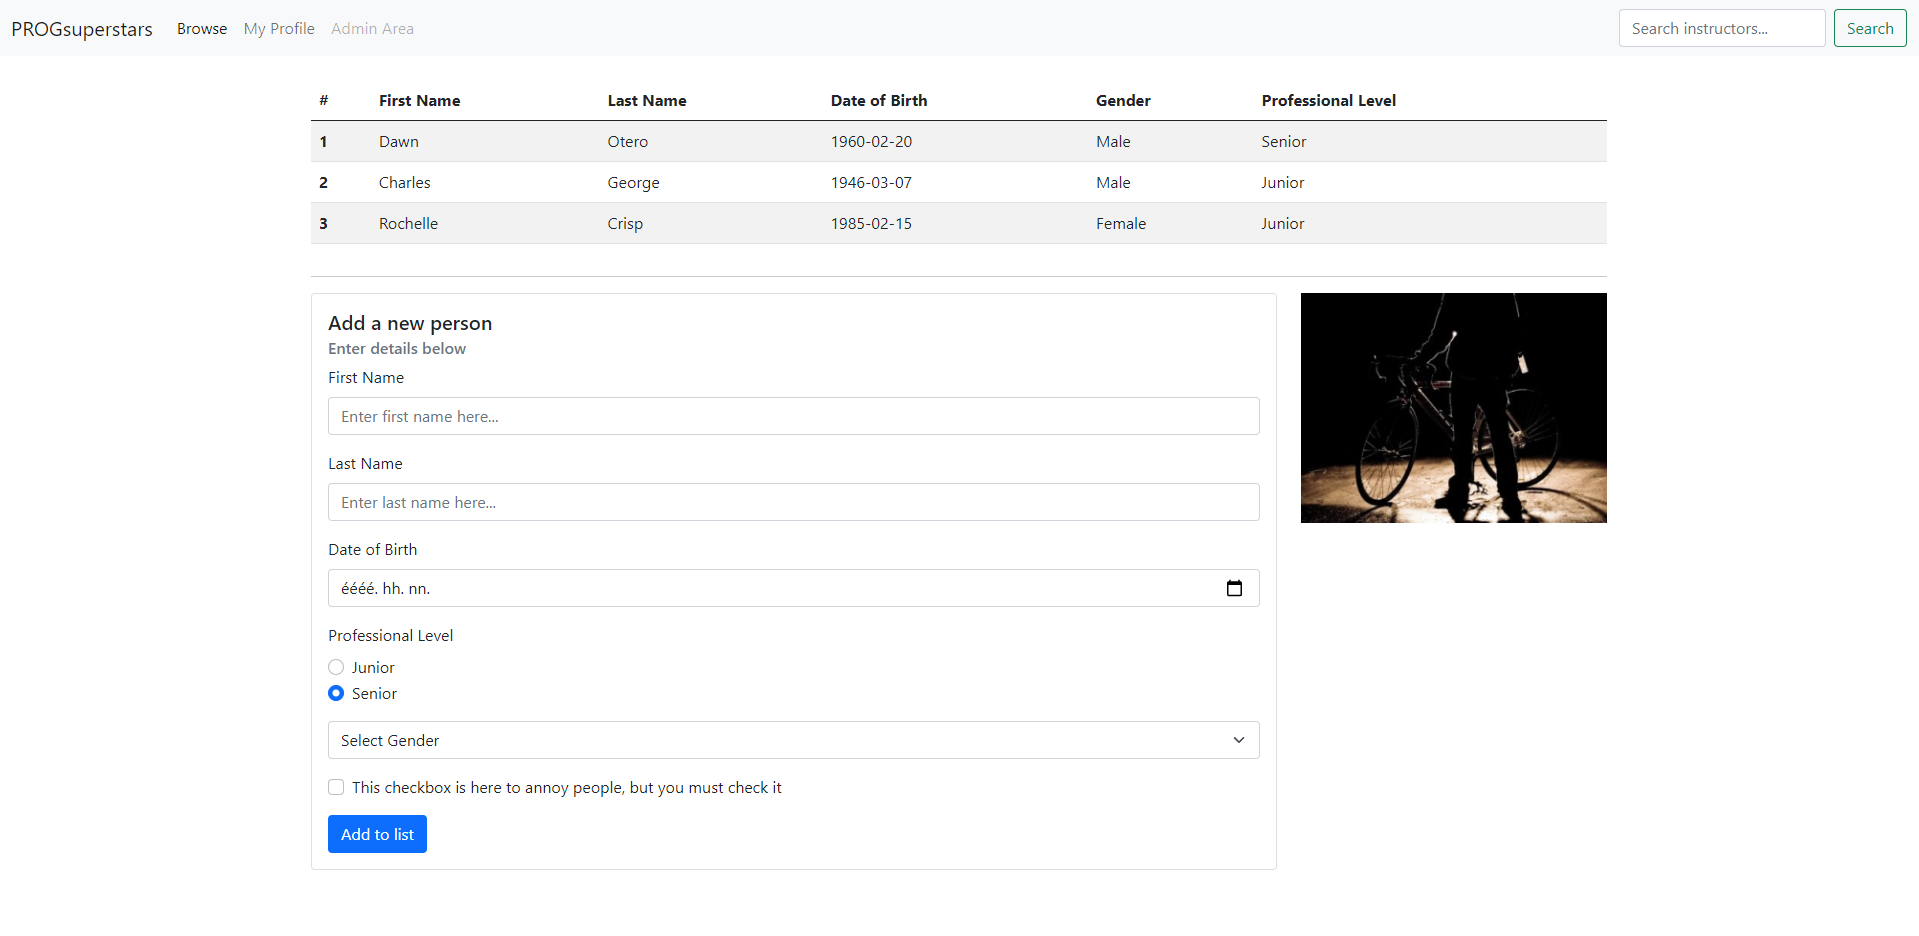 PROGsuperstars Browse My Profile Admin Area Search instructors... Search
# First Name Last Name Date of Birth Gender Professional Level
1 Dawn Otero 1960-02-20 Male Senior
2 Charles George 1946-03-07 Male Junior
3 Rochelle Crisp 1985-02-15 Female Junior
Add a new person
Enter details below
First Name
Enter first name here...
Last Name
Enter last name here...
Date of Birth
éééé. hh. nn.
Professional Level
Junior
Senior
Select Gender
This checkbox is here to annoy people, but you must check it
Add to list